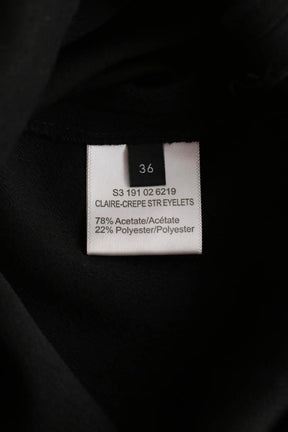 36
S3 191 02 6219
CLAIRE-CREPE STR EYELETS
78% Acetate/Acétate
22% Polyester/Polyester